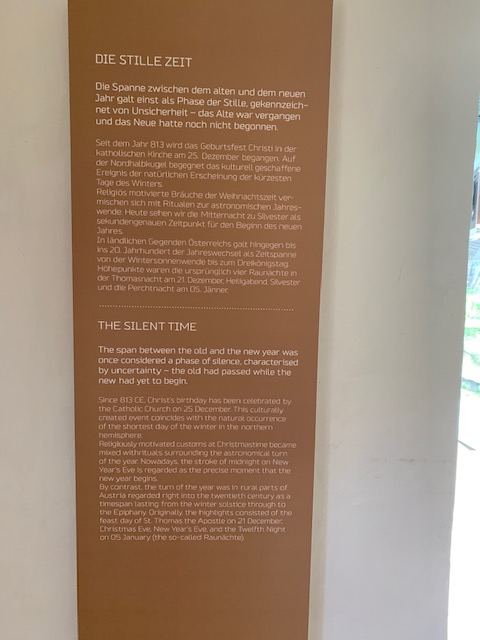 DIE STILLE ZEIT
Die Spanne zwischen dem alten und dem neuen
Jahr galt einst als Phase der Stille, gekennzeich-
net von Unsicherheit – das Alte war vergangen
und das Neue hatte noch nicht begonnen.
Seit dem Jahr 813 wird das Geburtsfest Christi in der
katholischen Kirche am 25. Dezember begangen. Auf
der Nordhalbkugel begegnet das kulturell geschaffene
Ereignis der natürlichen Erscheinung der kürzesten
Tage des Winters.
Religiös motivierte Bräuche der Weihnachtszeit ver-
mischen sich mit Ritualen zur astronomischen Jahres-
wende. Heute sehen wir die Mitternacht zu Silvester als
sekundengenauen Zeitpunkt für den Beginn des neuen
Jahres.
In ländlichen Gegenden Österreichs galt hingegen bis
ins 20. Jahrhundert der Jahreswechsel als Zeitspanne
von der Wintersonnenwende bis zum Dreikönigstag.
Höhepunkte waren die ursprünglich vier Raunächte in
der Thomasnacht am 21. Dezember, Heiligabend, Silvester
und die Perchtnacht am 05. Jänner.
THE SILENT TIME
The span between the old and the new year was
once considered a phase of silence, characterised
by uncertainty – the old had passed while the
new had yet to begin.
Since 813 CE, Christ's birthday has been celebrated by
the Catholic Church on 25 December. This culturally
created event coincides with the natural occurrence
of the shortest day of the winter in the northern
hemisphere.
Religiously motivated customs at Christmastime became
mixed withrituals surrounding the astronomical turn
of the year. Nowadays, the stroke of midnight on New
Year's Eve is regarded as the precise moment that the
new year begins.
By contrast, the turn of the year was in rural parts of
Austria regarded right into the twentieth century as a
timespan lasting from the winter solstice through to
the Epiphany. Originally, the highlights consisted of the
feast day of St. Thomas the Apostle on 21 December,
Christmas Eve, New Year's Eve, and the Twelfth Night
on 05 January (the so-called Raunächte).